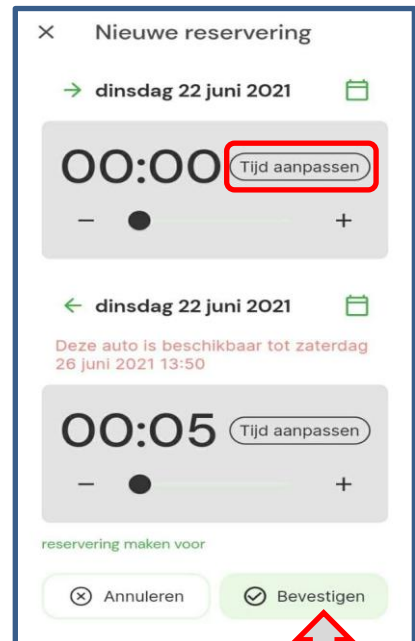 Nieuwe reservering
dinsdag 22 juni 2021
00:00 Tijd aanpassen
− +
dinsdag 22 juni 2021
Deze auto is beschikbaar tot zaterdag
26 juni 2021 13:50
00:05 Tijd aanpassen
− +
reservering maken voor
Annuleren Bevestigen